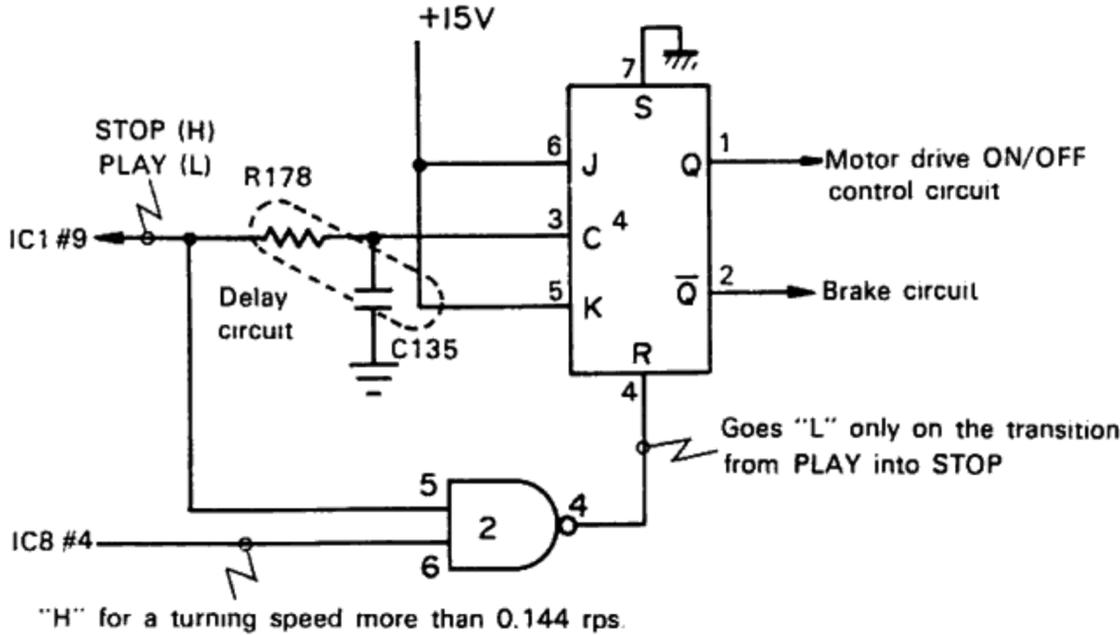 +15V
7
S
STOP (H)
PLAY (L)
R178
6
J
Q
1
Motor drive ON/OFF
control circuit
IC1 #9
3
C
4
Delay
circuit
5
K
Q̅
2
Brake circuit
C135
R
4
Goes "L" only on the transition
from PLAY into STOP
5
4
2
IC8 #4
6
"H" for a turning speed more than 0.144 rps.